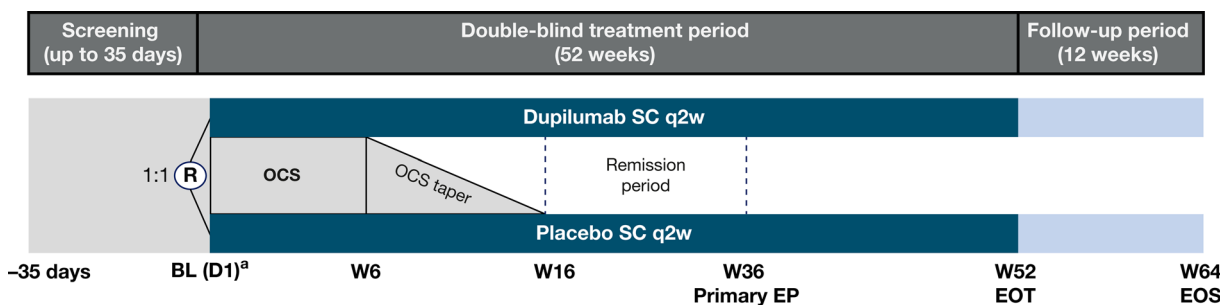 Screening
(up to 35 days)
Double-blind treatment period
(52 weeks)
Follow-up period
(12 weeks)
Dupilumab SC q2w
1:1 R
OCS
OCS taper
Remission
period
Placebo SC q2w
–35 days
BL (D1)a
W6
W16
W36
Primary EP
W52
EOT
W64
EOS